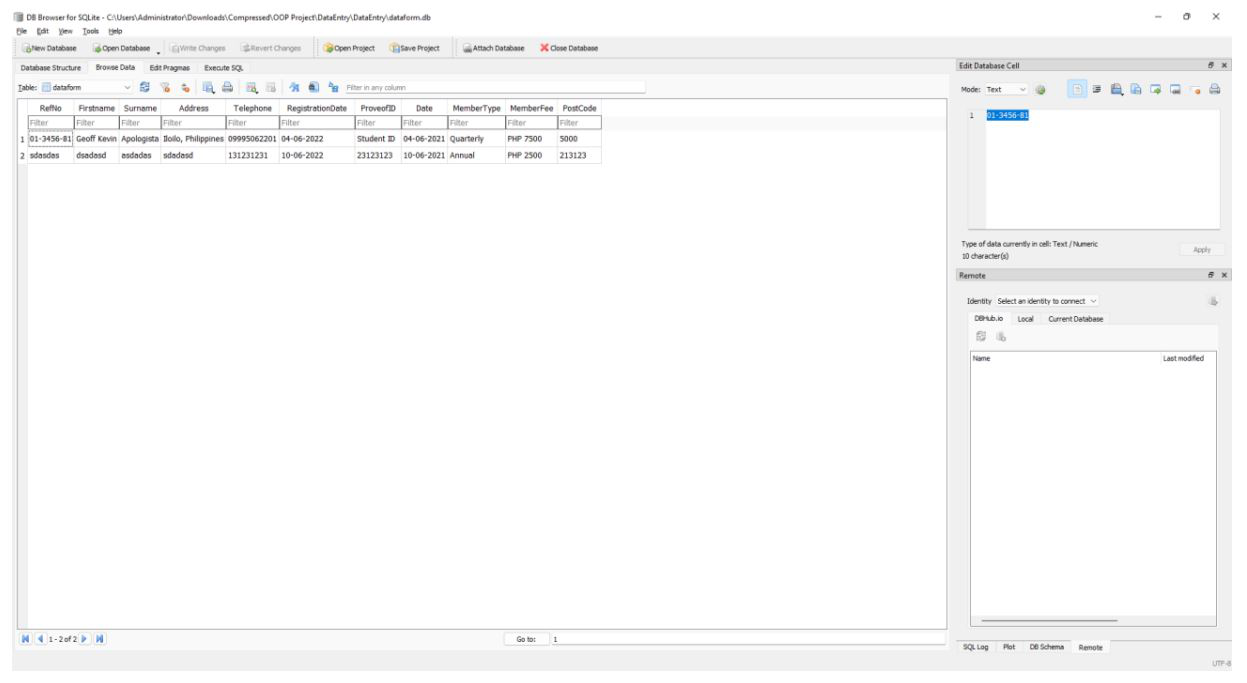 DB Browser for SQLite - C:\Users\Administrator\Downloads\Compressed\OOP Project\DataEntry\DataEntry\dataform.db
File Edit View Tools Help
New Database Open Database Write Changes Revert Changes Open Project Save Project Attach Database Close Database
Database Structure Browse Data Edit Pragmas Execute SQL
Table: dataform Filter in any column
RefNo Firstname Surname Address Telephone RegistrationDate ProveofID Date MemberType MemberFee PostCode
Filter Filter Filter Filter Filter Filter Filter Filter Filter Filter Filter
1 01-3456-81 Geoff Kevin Apologista Iloilo, Philippines 09995062201 04-06-2022 Student ID 04-06-2021 Quarterly PHP 7500 5000
2 sdasdas dsadasd asdadas sdadasd 131231231 10-06-2022 23123123 10-06-2021 Annual PHP 2500 213123
1 - 2 of 2 Go to: 1
Edit Database Cell
Mode: Text
1 01-3456-81
Type of data currently in cell: Text / Numeric
10 character(s)
Apply
Remote
Identity Select an identity to connect
DBHub.io Local Current Database
Name Last modified
SQL Log Plot DB Schema Remote
UTF-8